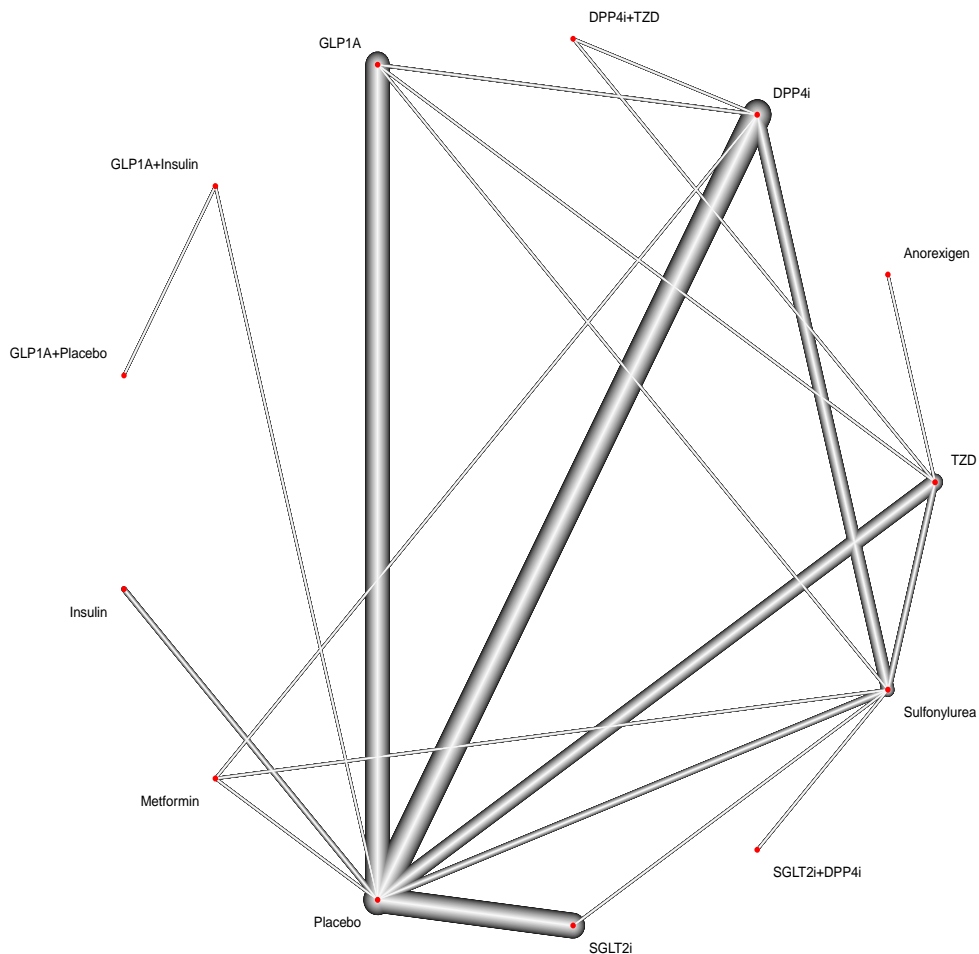 DPP4i+TZD
GLP1A
DPP4i
GLP1A+Insulin
Anorexigen
GLP1A+Placebo
TZD
Insulin
Sulfonylurea
Metformin
SGLT2i+DPP4i
Placebo
SGLT2i